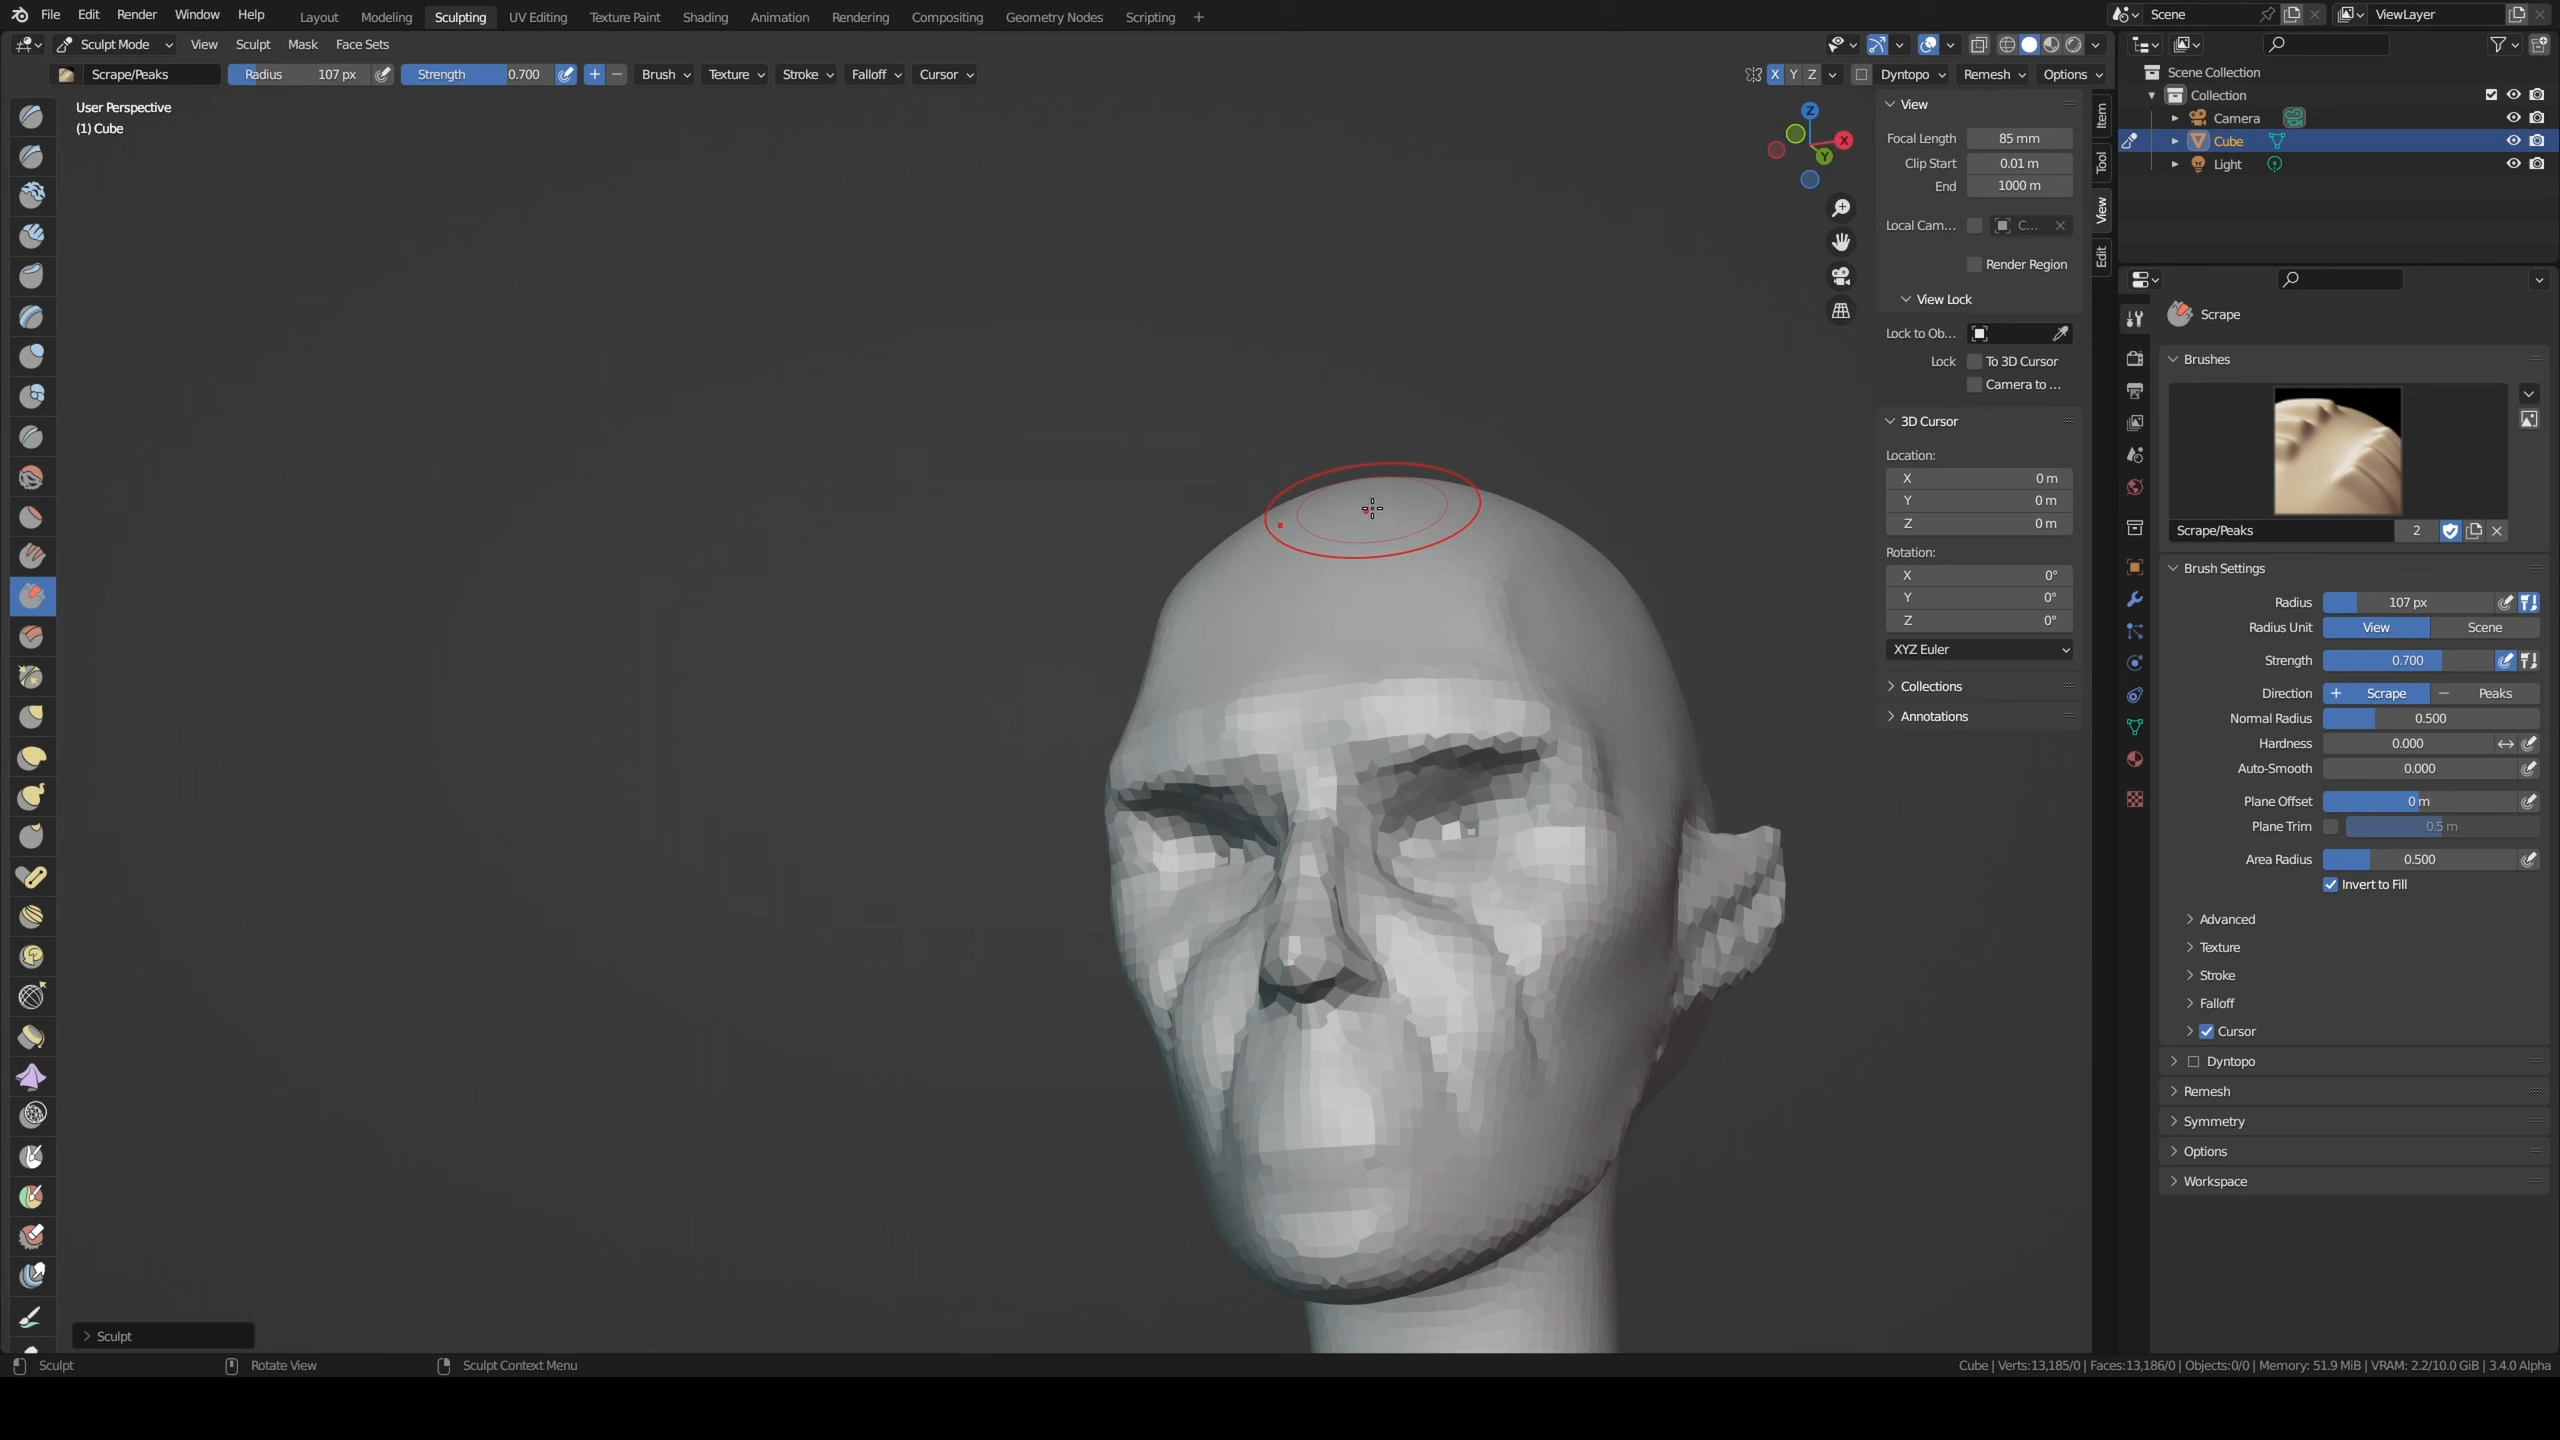 File Edit Render Window Help Layout Modeling Sculpting UV Editing Texture Paint Shading Animation Rendering Compositing Geometry Nodes Scripting + Scene ViewLayer
Sculpt Mode View Sculpt Mask Face Sets
Scrape/Peaks Radius 107 px Strength 0.700 + − Brush Texture Stroke Falloff Cursor X Y Z Dyntopo Remesh Options
User Perspective
(1) Cube
Z
X
Y
View
Focal Length 85 mm
Clip Start 0.01 m
End 1000 m
Local Cam... C...
Render Region
View Lock
Lock to Ob...
Lock To 3D Cursor
Camera to ...
3D Cursor
Location:
X 0 m
Y 0 m
Z 0 m
Rotation:
X 0°
Y 0°
Z 0°
XYZ Euler
Collections
Annotations
Item
Tool
View
Edit
Scene Collection
Collection
Camera
Cube
Light
Scrape
Brushes
Scrape/Peaks 2
Brush Settings
Radius 107 px
Radius Unit View Scene
Strength 0.700
Direction + Scrape − Peaks
Normal Radius 0.500
Hardness 0.000
Auto-Smooth 0.000
Plane Offset 0 m
Plane Trim 0.5 m
Area Radius 0.500
Invert to Fill
Advanced
Texture
Stroke
Falloff
Cursor
Dyntopo
Remesh
Symmetry
Options
Workspace
Sculpt
Sculpt Rotate View Sculpt Context Menu Cube | Verts:13,185/0 | Faces:13,186/0 | Objects:0/0 | Memory: 51.9 MiB | VRAM: 2.2/10.0 GiB | 3.4.0 Alpha